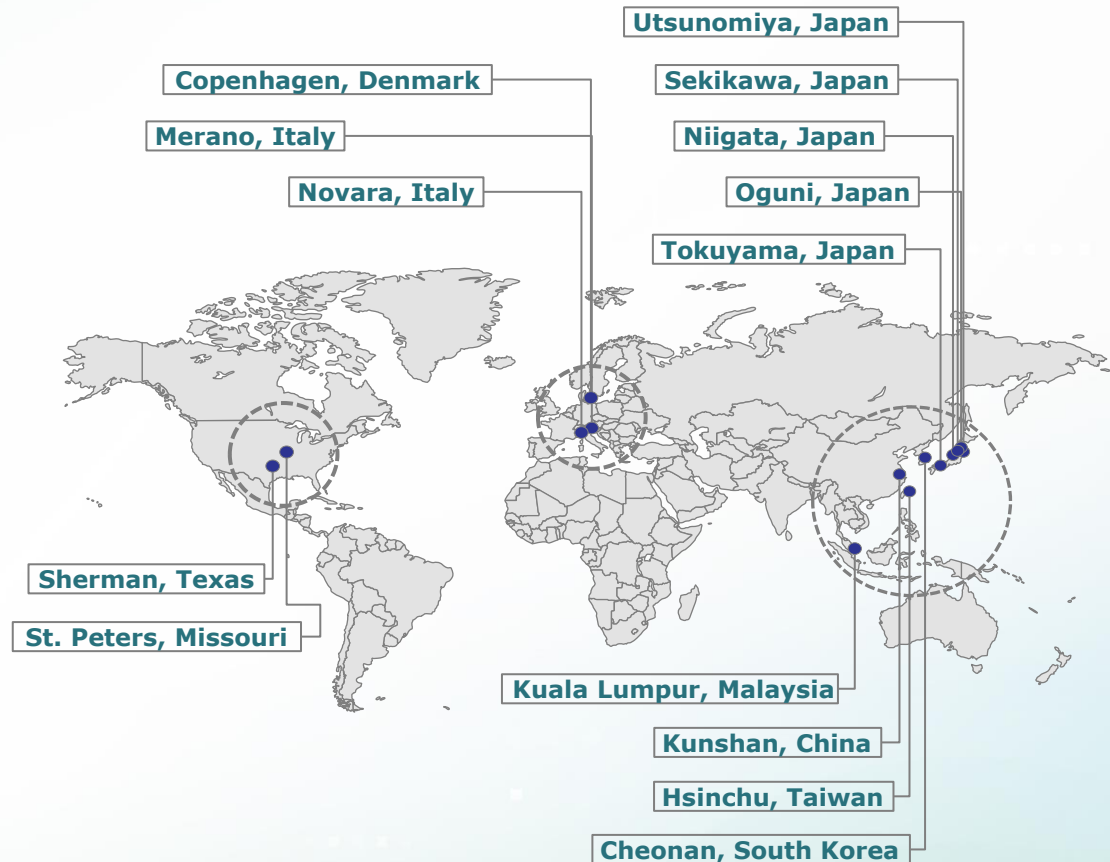 Utsunomiya, Japan
Copenhagen, Denmark
Sekikawa, Japan
Merano, Italy
Niigata, Japan
Novara, Italy
Oguni, Japan
Tokuyama, Japan
Sherman, Texas
St. Peters, Missouri
Kuala Lumpur, Malaysia
Kunshan, China
Hsinchu, Taiwan
Cheonan, South Korea